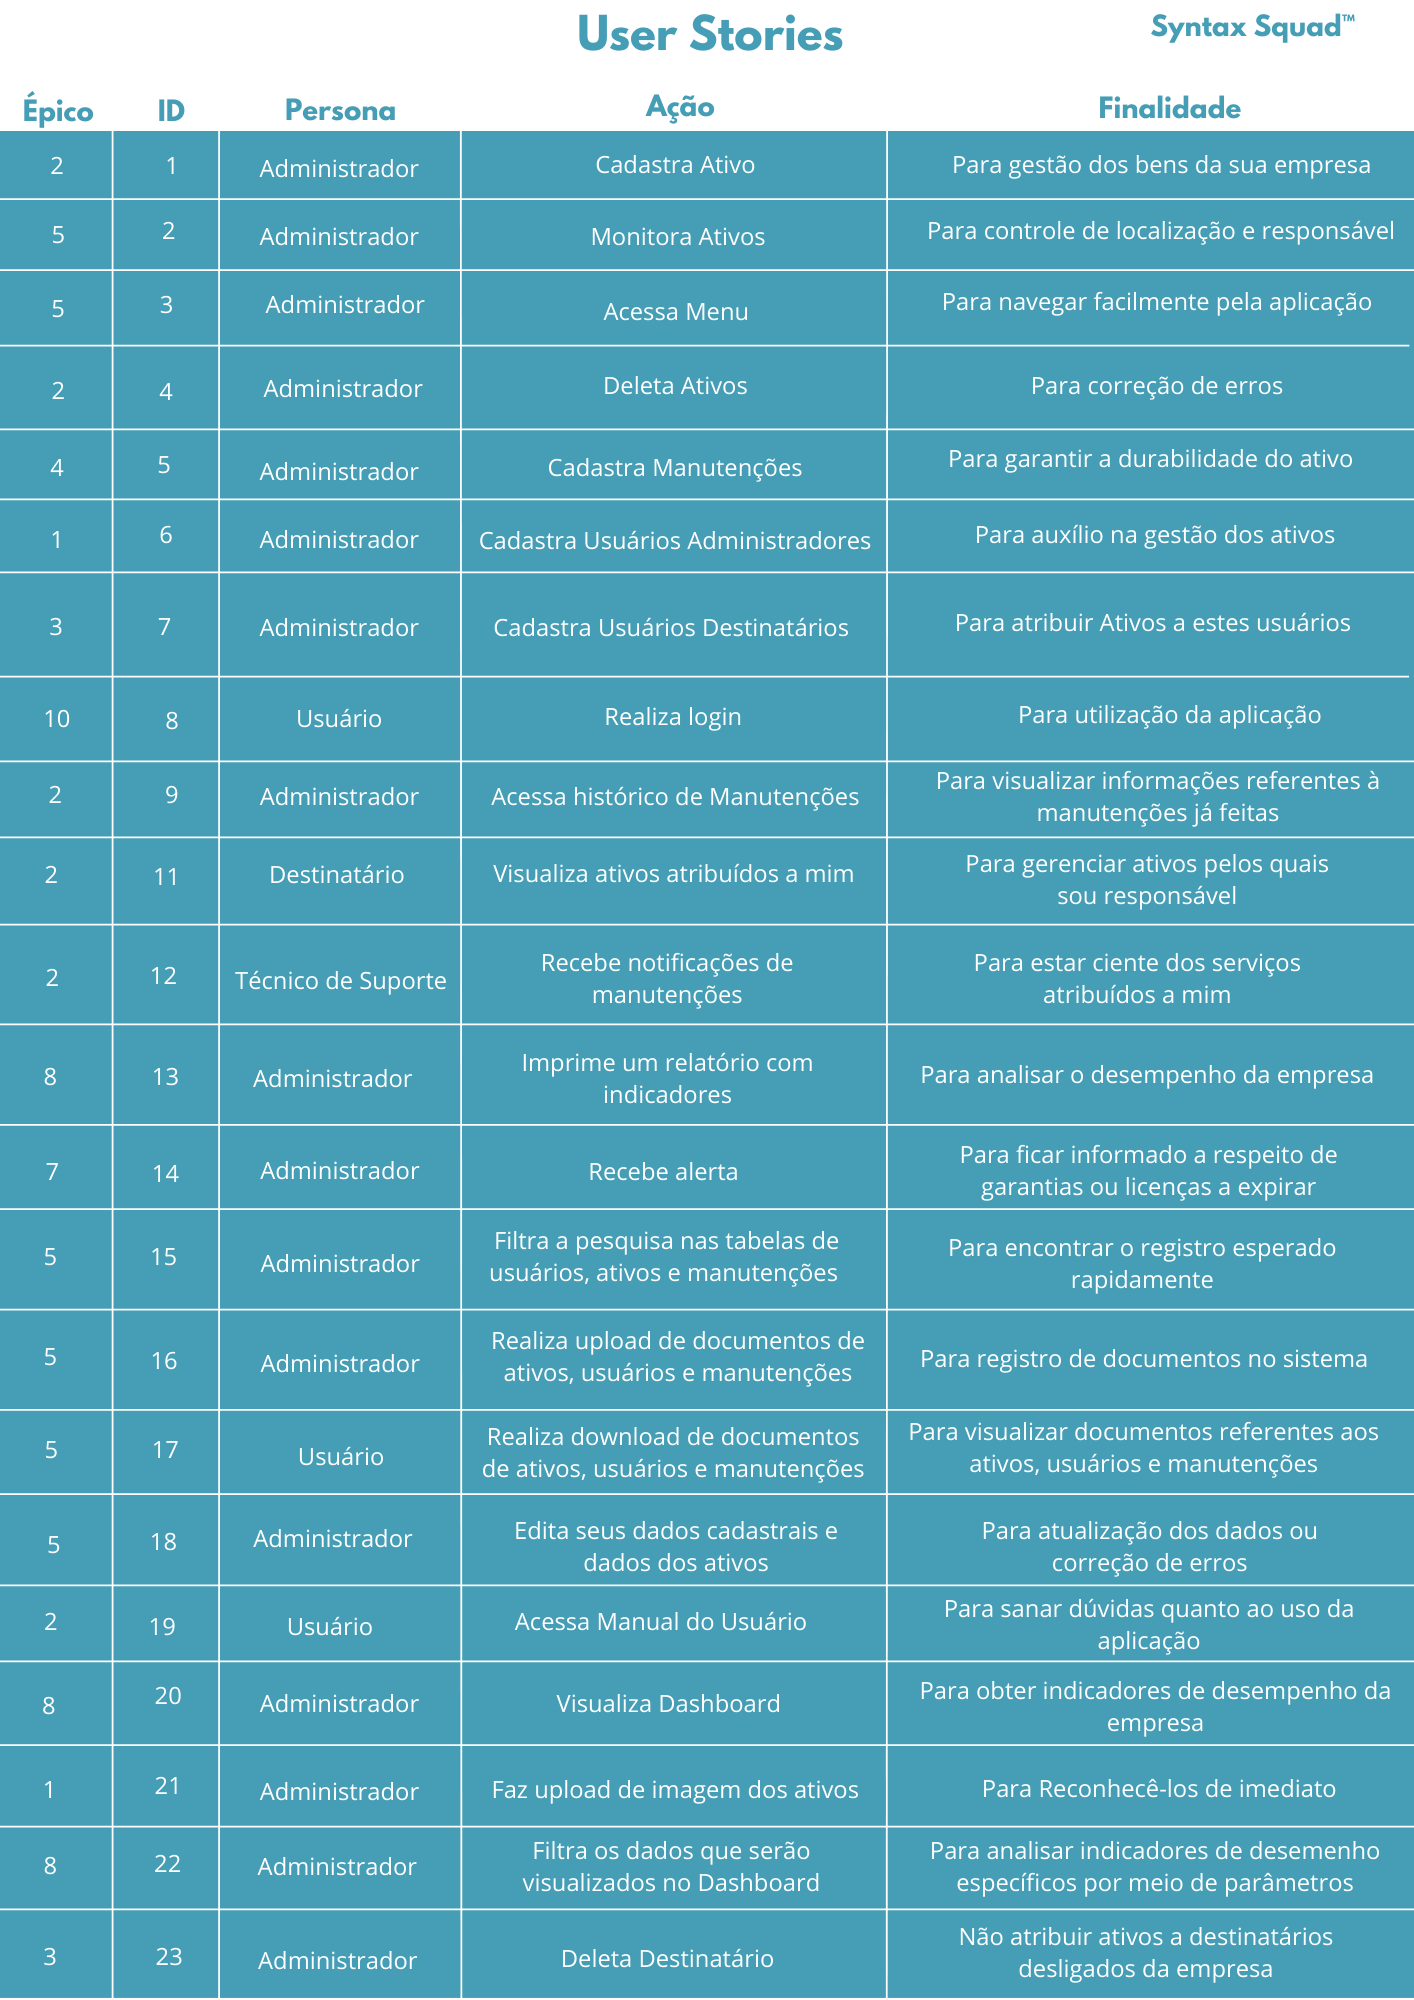 User Stories
Syntax Squad™
Épico ID Persona Ação Finalidade
2 1 Administrador Cadastra Ativo Para gestão dos bens da sua empresa
5 2 Administrador Monitora Ativos Para controle de localização e responsável
5 3 Administrador Acessa Menu Para navegar facilmente pela aplicação
2 4 Administrador Deleta Ativos Para correção de erros
4 5 Administrador Cadastra Manutenções Para garantir a durabilidade do ativo
1 6 Administrador Cadastra Usuários Administradores Para auxílio na gestão dos ativos
3 7 Administrador Cadastra Usuários Destinatários Para atribuir Ativos a estes usuários
10 8 Usuário Realiza login Para utilização da aplicação
2 9 Administrador Acessa histórico de Manutenções Para visualizar informações referentes à
manutenções já feitas
2 11 Destinatário Visualiza ativos atribuídos a mim Para gerenciar ativos pelos quais
sou responsável
2 12 Técnico de Suporte Recebe notificações de
manutenções
Para estar ciente dos serviços
atribuídos a mim
8 13 Administrador Imprime um relatório com
indicadores
Para analisar o desempenho da empresa
7 14 Administrador Recebe alerta Para ficar informado a respeito de
garantias ou licenças a expirar
5 15 Administrador Filtra a pesquisa nas tabelas de
usuários, ativos e manutenções
Para encontrar o registro esperado
rapidamente
5 16 Administrador Realiza upload de documentos de
ativos, usuários e manutenções
Para registro de documentos no sistema
5 17 Usuário Realiza download de documentos
de ativos, usuários e manutenções
Para visualizar documentos referentes aos
ativos, usuários e manutenções
5 18 Administrador Edita seus dados cadastrais e
dados dos ativos
Para atualização dos dados ou
correção de erros
2 19 Usuário Acessa Manual do Usuário Para sanar dúvidas quanto ao uso da
aplicação
8 20 Administrador Visualiza Dashboard Para obter indicadores de desempenho da
empresa
1 21 Administrador Faz upload de imagem dos ativos Para Reconhecê-los de imediato
8 22 Administrador Filtra os dados que serão
visualizados no Dashboard
Para analisar indicadores de desemenho
específicos por meio de parâmetros
3 23 Administrador Deleta Destinatário Não atribuir ativos a destinatários
desligados da empresa